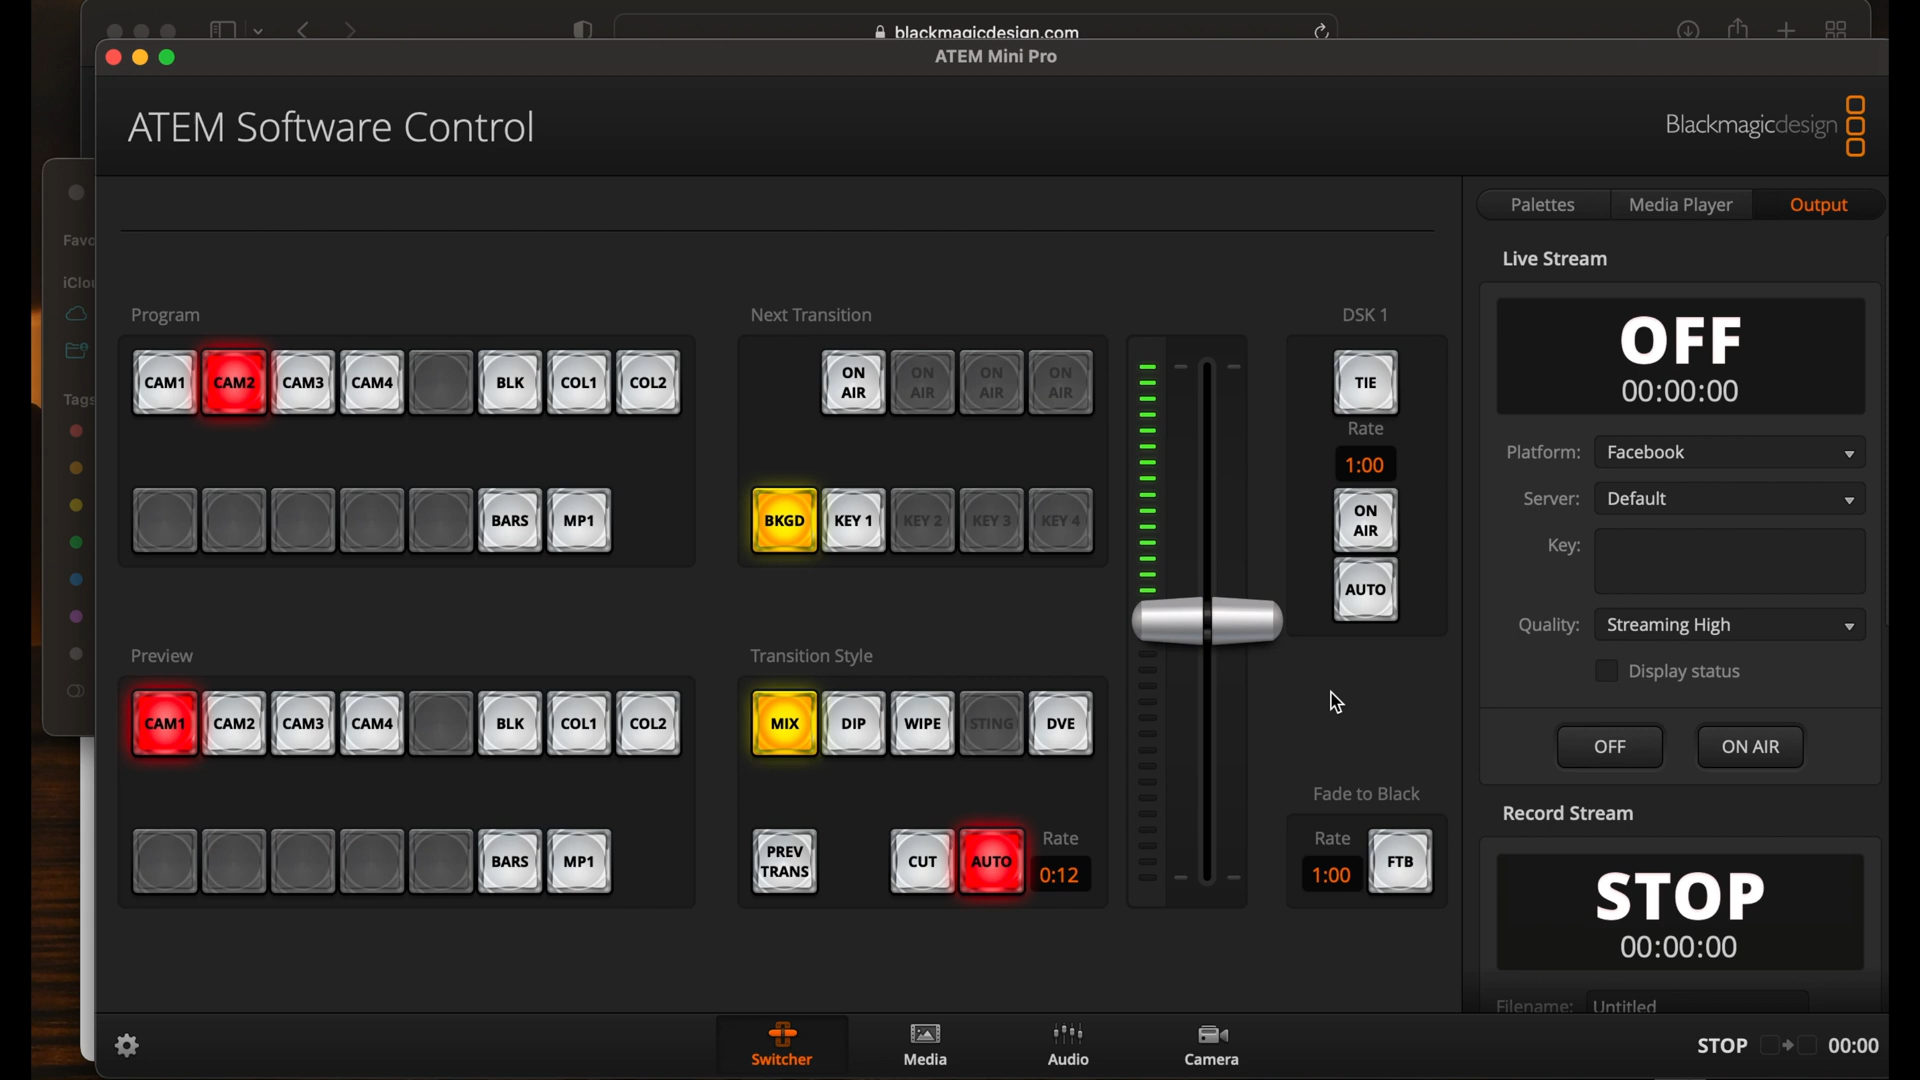 blackmagicdesign.com
ATEM Mini Pro
ATEM Software Control
Blackmagicdesign
Palettes
Media Player
Output
Favo
iClou
Tags
Program
CAM1 CAM2 CAM3 CAM4 BLK COL1 COL2
BARS MP1
Next Transition
ON AIR ON AIR ON AIR ON AIR
BKGD KEY 1 KEY 2 KEY 3 KEY 4
DSK 1
TIE
Rate
1:00
ON AIR
AUTO
Preview
CAM1 CAM2 CAM3 CAM4 BLK COL1 COL2
BARS MP1
Transition Style
MIX DIP WIPE STING DVE
PREV TRANS CUT AUTO
Rate
0:12
Fade to Black
Rate
1:00
FTB
Live Stream
OFF
00:00:00
Platform: Facebook
Server: Default
Key:
Quality: Streaming High
Display status
OFF ON AIR
Record Stream
STOP
00:00:00
Filename: Untitled
Switcher Media Audio Camera
STOP 00:00